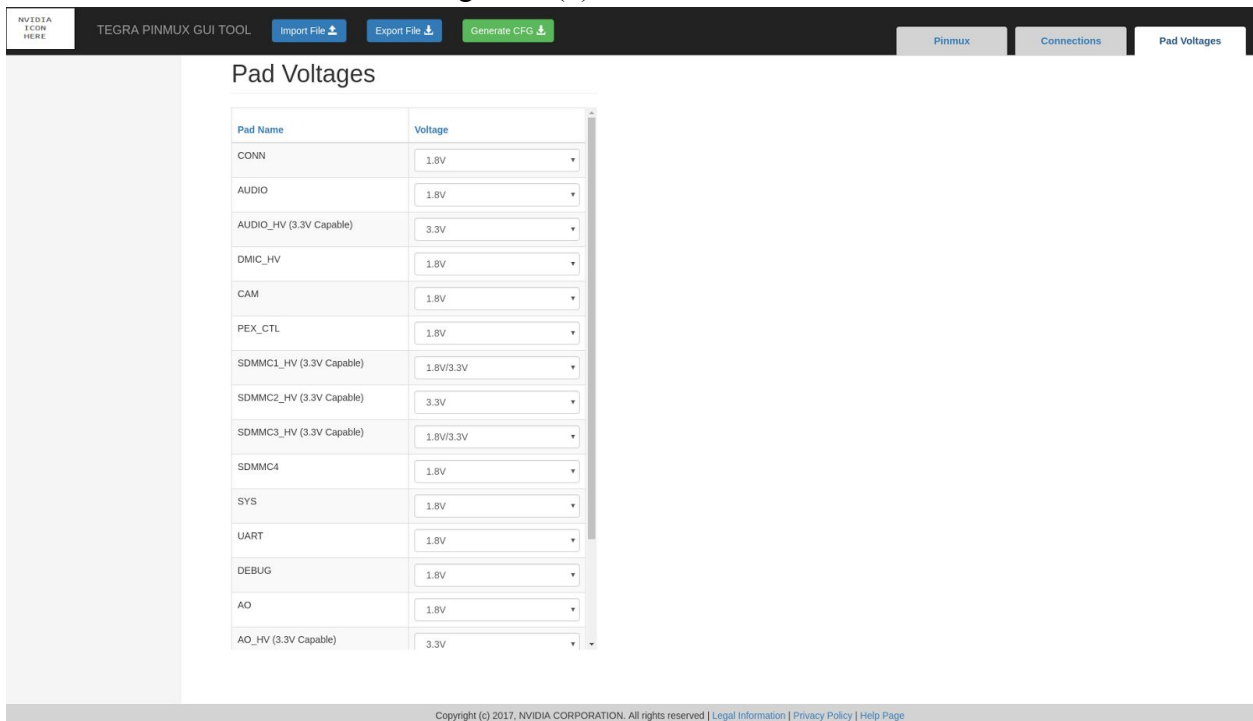 NVIDIA
ICON
HERE
TEGRA PINMUX GUI TOOL Import File Export File Generate CFG Pinmux Connections Pad Voltages
Pad Voltages
Pad Name Voltage
CONN 1.8V
AUDIO 1.8V
AUDIO_HV (3.3V Capable) 3.3V
DMIC_HV 1.8V
CAM 1.8V
PEX_CTL 1.8V
SDMMC1_HV (3.3V Capable) 1.8V/3.3V
SDMMC2_HV (3.3V Capable) 3.3V
SDMMC3_HV (3.3V Capable) 1.8V/3.3V
SDMMC4 1.8V
SYS 1.8V
UART 1.8V
DEBUG 1.8V
AO 1.8V
AO_HV (3.3V Capable) 3.3V
Copyright (c) 2017, NVIDIA CORPORATION. All rights reserved | Legal Information | Privacy Policy | Help Page